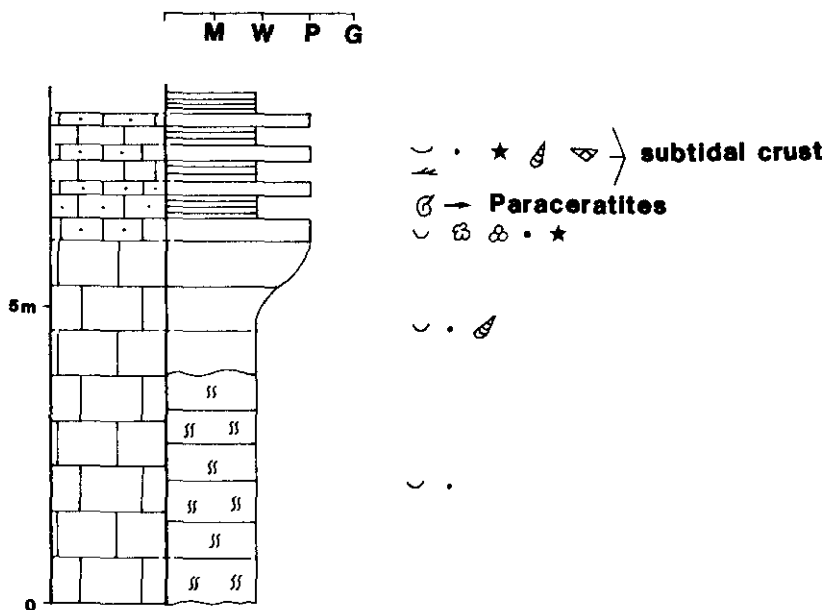 M W P G
subtidal crust
→ Paraceratites
5m
0